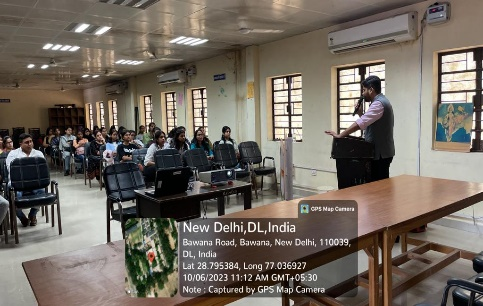 GPS Map Camera
New Delhi,DL,India
Bawana Road, Bawana, New Delhi, 110039,
DL, India
Lat 28.795384, Long 77.036927
10/06/2023 11:12 AM GMT+05:30
Note : Captured by GPS Map Camera